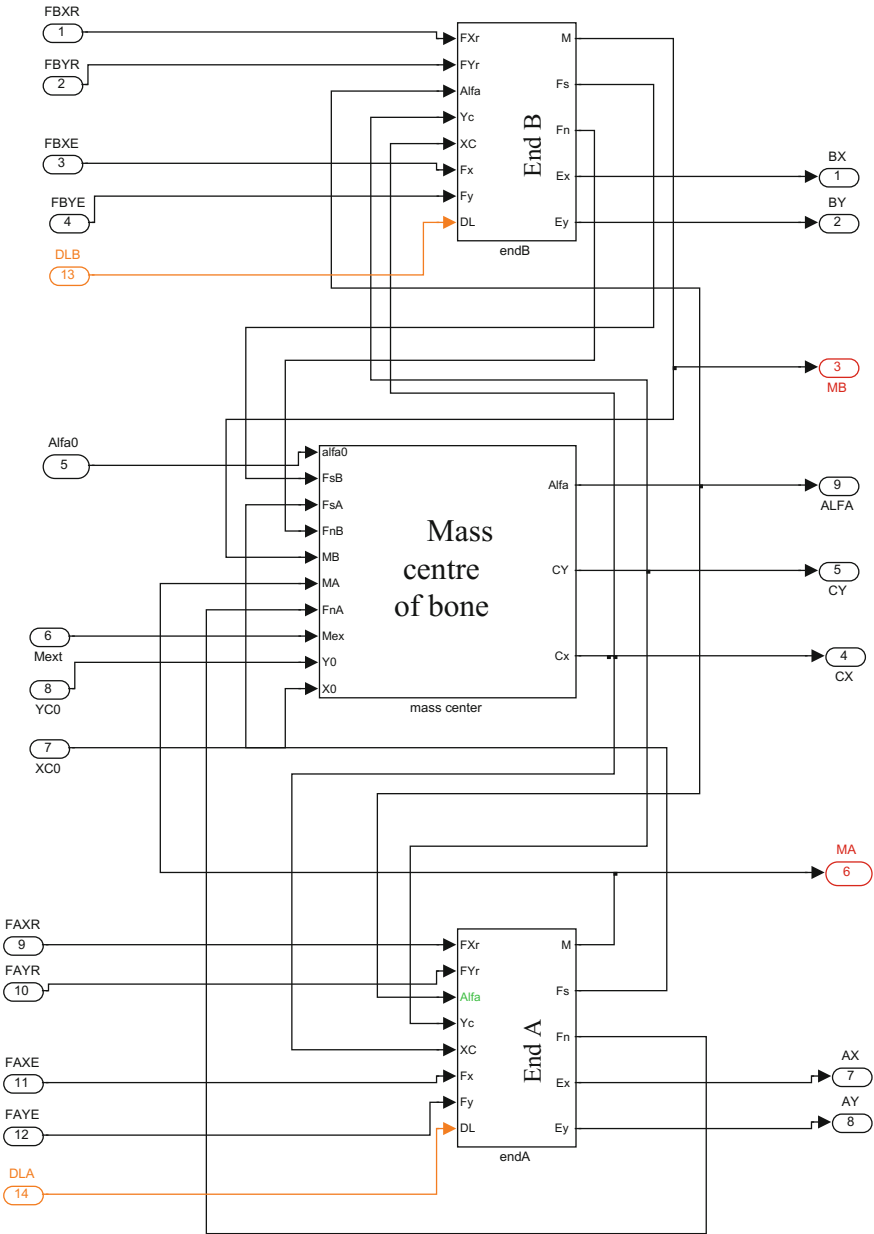 FBXR
1
FBYR
2
FBXE
3
FBYE
4
DLB
13
FXr
FYr
Alfa
Yc
XC
Fx
Fy
DL
End B
M
Fs
Fn
Ex
Ey
endB
BX
1
BY
2
3
MB
Alfa0
5
6
Mext
8
YC0
7
XC0
alfa0
FsB
FsA
FnB
MB
MA
FnA
Mex
Y0
X0
Mass
centre
of bone
Alfa
CY
Cx
mass center
9
ALFA
5
CY
4
CX
MA
6
FAXR
9
FAYR
10
FAXE
11
FAYE
12
DLA
14
FXr
FYr
Alfa
Yc
XC
Fx
Fy
DL
End A
M
Fs
Fn
Ex
Ey
endA
AX
7
AY
8